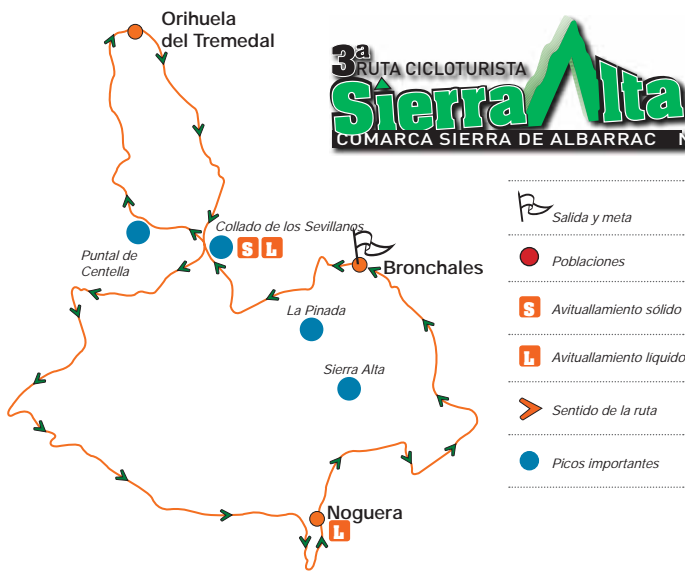 Orihuela
del Tremedal
3ª
RUTA CICLOTURISTA
Sierra Alta
COMARCA SIERRA DE ALBARRAC N
Collado de los Sevillanos
S L
Puntal de
Centella
Bronchales
La Pinada
Sierra Alta
Noguera
L
Salida y meta
Poblaciones
S
Avituallamiento sólido
L
Avituallamiento líquido
Sentido de la ruta
Picos importantes